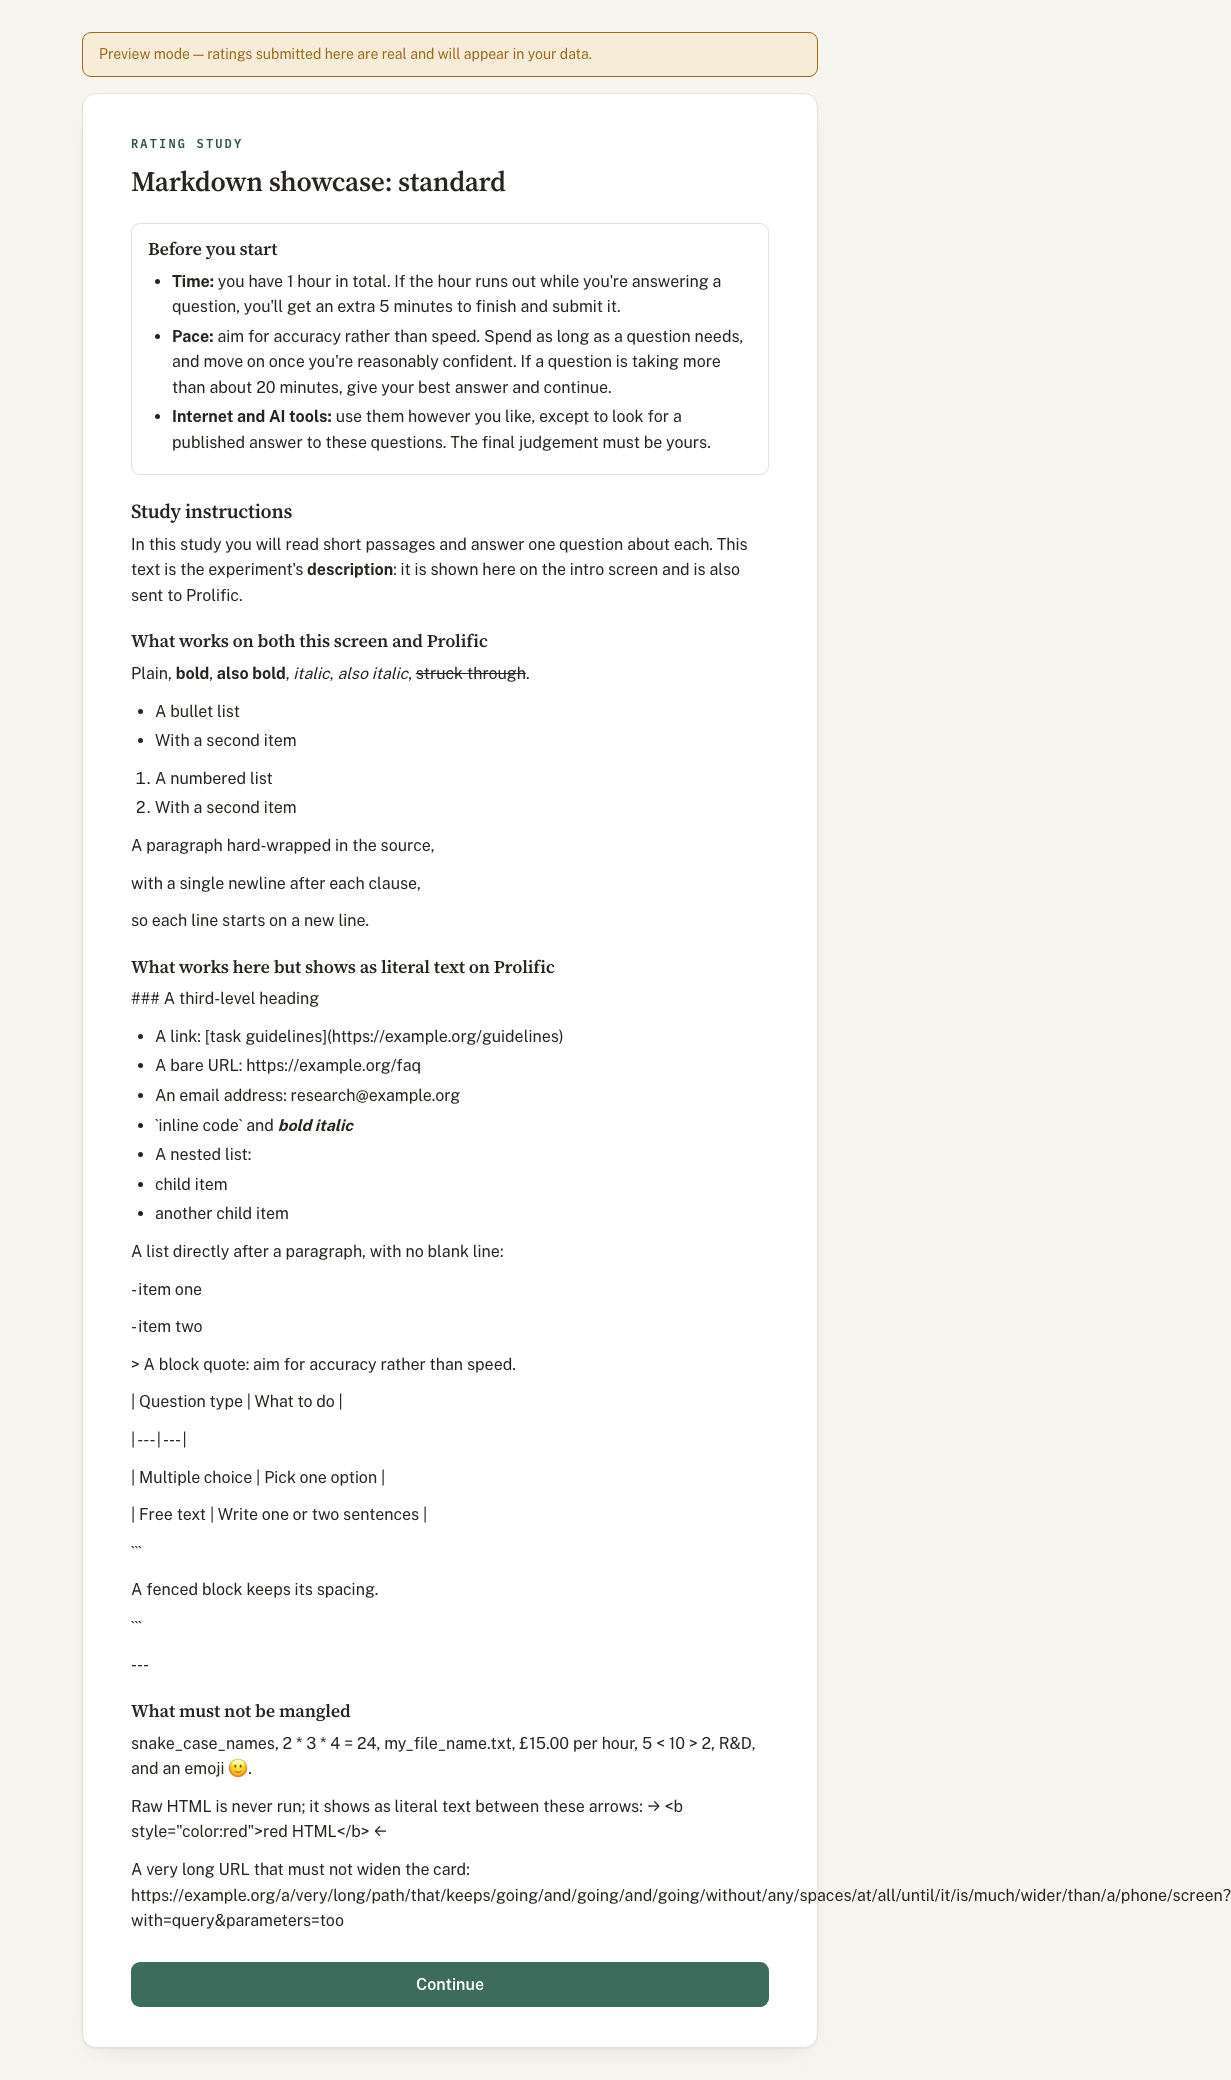 Preview mode — ratings submitted here are real and will appear in your data.
RATING STUDY
Markdown showcase: standard
Before you start
• Time: you have 1 hour in total. If the hour runs out while you're answering a
question, you'll get an extra 5 minutes to finish and submit it.
• Pace: aim for accuracy rather than speed. Spend as long as a question needs,
and move on once you're reasonably confident. If a question is taking more
than about 20 minutes, give your best answer and continue.
• Internet and AI tools: use them however you like, except to look for a
published answer to these questions. The final judgement must be yours.
Study instructions
In this study you will read short passages and answer one question about each. This
text is the experiment's description: it is shown here on the intro screen and is also
sent to Prolific.
What works on both this screen and Prolific
Plain, bold, also bold, italic, also italic, struck through.
• A bullet list
• With a second item
1. A numbered list
2. With a second item
A paragraph hard-wrapped in the source,
with a single newline after each clause,
so each line starts on a new line.
What works here but shows as literal text on Prolific
### A third-level heading
• A link: [task guidelines](https://example.org/guidelines)
• A bare URL: https://example.org/faq
• An email address: research@example.org
• `inline code` and bold italic
• A nested list:
• child item
• another child item
A list directly after a paragraph, with no blank line:
- item one
- item two
> A block quote: aim for accuracy rather than speed.
| Question type | What to do |
|---|---|
| Multiple choice | Pick one option |
| Free text | Write one or two sentences |
```
A fenced block keeps its spacing.
```
---
What must not be mangled
snake_case_names, 2 * 3 * 4 = 24, my_file_name.txt, £15.00 per hour, 5 < 10 > 2, R&D,
and an emoji 🙂.
Raw HTML is never run; it shows as literal text between these arrows: → <b
style="color:red">red HTML</b> ←
A very long URL that must not widen the card:
https://example.org/a/very/long/path/that/keeps/going/and/going/and/going/without/any/spaces/at/all/until/it/is/much/wider/than/a/phone/screen?
with=query&parameters=too
Continue